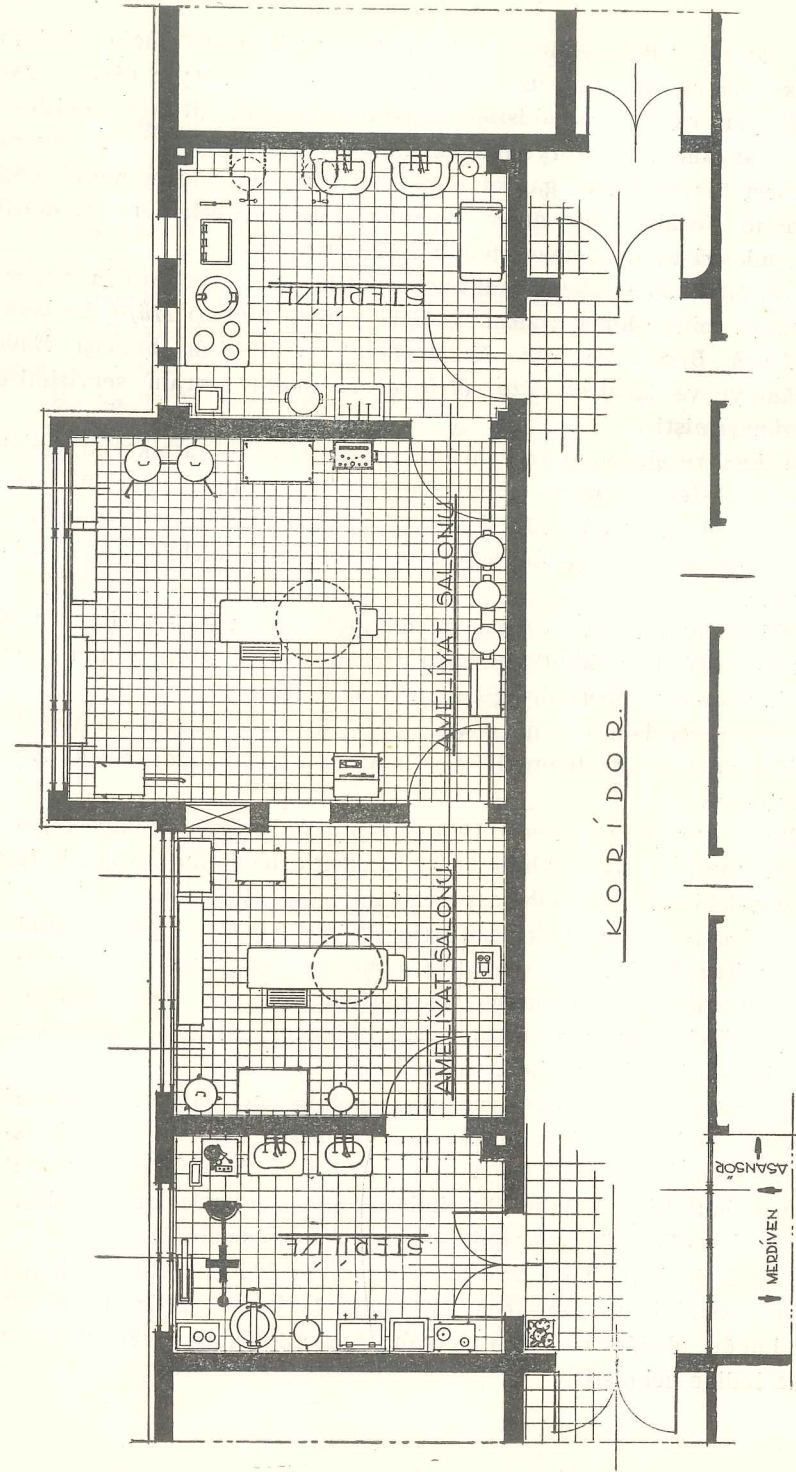 STERİLİZE
AMELİYAT SALONU.
AMELİYAT SALONU.
STERİLİZE
KORİDOR.
MERDİVEN
ASANSÖR